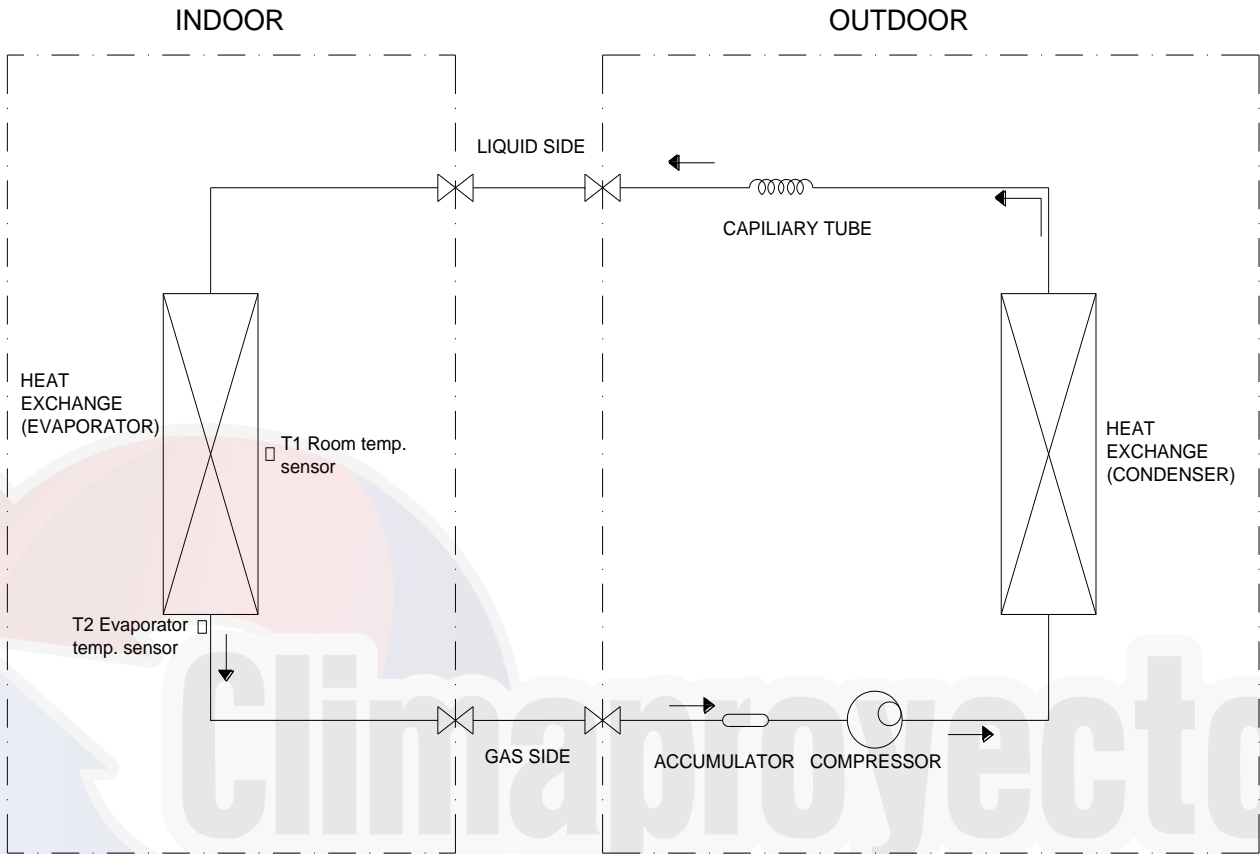 INDOOR
OUTDOOR
LIQUID SIDE
CAPILIARY TUBE
HEAT
EXCHANGE
(EVAPORATOR)
T1 Room temp.
sensor
HEAT
EXCHANGE
(CONDENSER)
T2 Evaporator
temp. sensor
GAS SIDE
ACCUMULATOR
COMPRESSOR
Climaproyecto